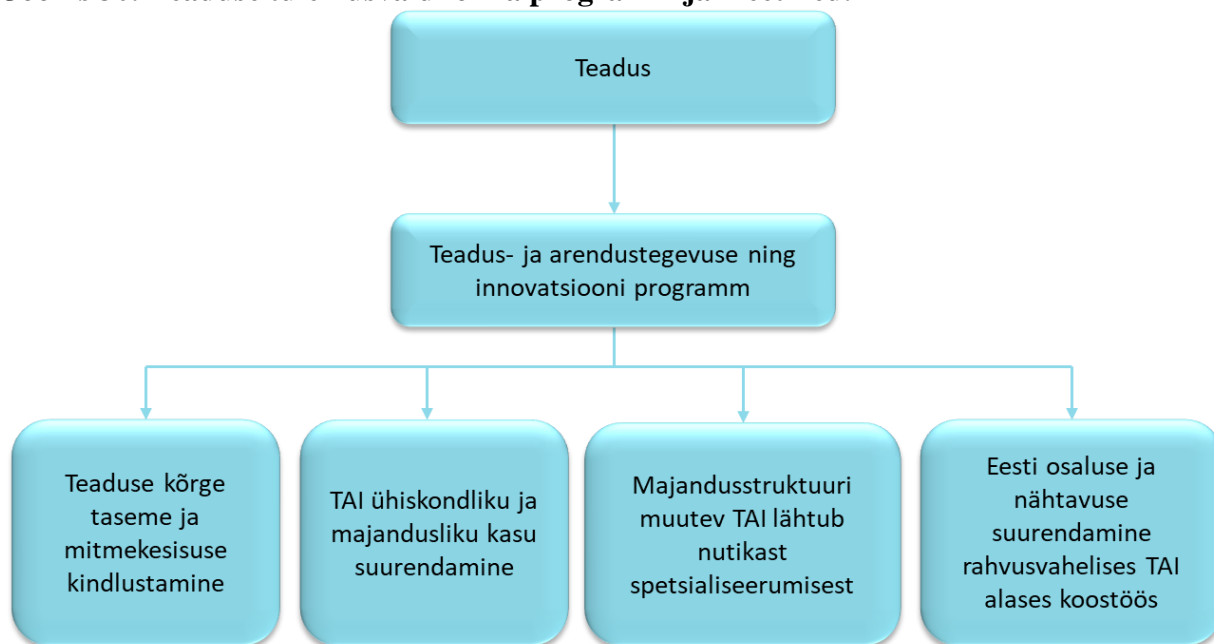 Teadus
Teadus- ja arendustegevuse ning
innovatsiooni programm
Teaduse kõrge
taseme ja
mitmekesisuse
kindlustamine
TAI ühiskondliku ja
majandusliku kasu
suurendamine
Majandusstruktuuri
muutev TAI lähtub
nutikast
spetsialiseerumisest
Eesti osaluse ja
nähtavuse
suurendamine
rahvusvahelises TAI
alases koostöös